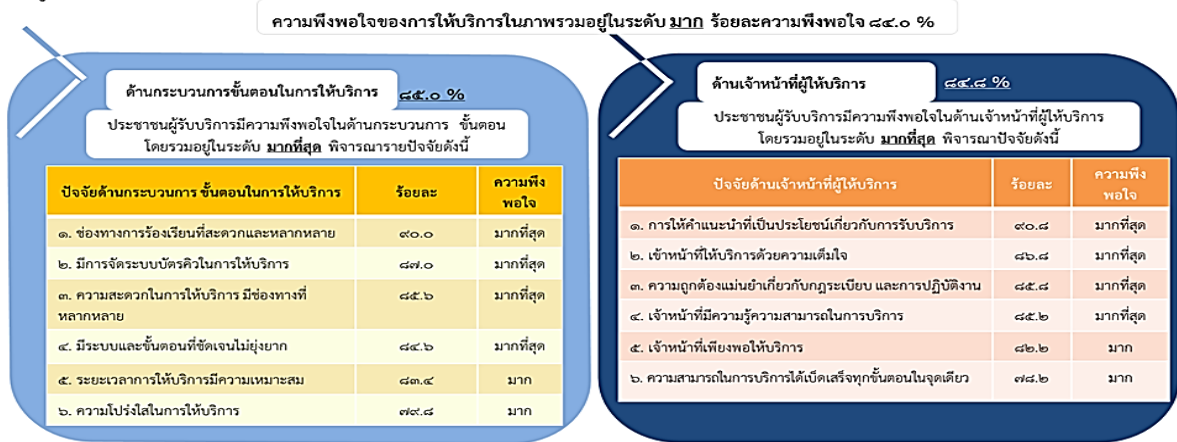 ความพึงพอใจของการให้บริการในภาพรวมอยู่ในระดับ มาก ร้อยละความพึงพอใจ ๘๔.๐ %
ด้านกระบวนการขั้นตอนในการให้บริการ ๘๕.๐ %
ประชาชนผู้รับบริการมีความพึงพอใจในด้านกระบวนการ ขั้นตอน
โดยรวมอยู่ในระดับ มากที่สุด พิจารณารายปัจจัยดังนี้
ปัจจัยด้านกระบวนการ ขั้นตอนในการให้บริการ ร้อยละ ความพึง
พอใจ
๑. ช่องทางการร้องเรียนที่สะดวกและหลากหลาย ๙๐.๐ มากที่สุด
๒. มีการจัดระบบบัตรคิวในการให้บริการ ๘๗.๐ มากที่สุด
๓. ความสะดวกในการให้บริการ มีช่องทางที่ ๘๕.๖ มากที่สุด
หลากหลาย
๔. มีระบบและขั้นตอนที่ชัดเจนไม่ยุ่งยาก ๘๔.๖ มากที่สุด
๕. ระยะเวลาการให้บริการมีความเหมาะสม ๘๓.๔ มาก
๖. ความโปร่งใสในการให้บริการ ๗๙.๘ มาก
ด้านเจ้าหน้าที่ผู้ให้บริการ ๘๔.๘ %
ประชาชนผู้รับบริการมีความพึงพอใจในด้านเจ้าหน้าที่ผู้ให้บริการ
โดยรวมอยู่ในระดับ มากที่สุด พิจารณาปัจจัยดังนี้
ปัจจัยด้านเจ้าหน้าที่ผู้ให้บริการ ร้อยละ ความพึง
พอใจ
๑. การให้คำแนะนำที่เป็นประโยชน์เกี่ยวกับการรับบริการ ๙๐.๘ มากที่สุด
๒. เจ้าหน้าที่ให้บริการด้วยความเต็มใจ ๘๖.๘ มากที่สุด
๓. ความถูกต้องแม่นยำเกี่ยวกับกฎระเบียบ และการปฏิบัติงาน ๘๕.๘ มากที่สุด
๔. เจ้าหน้าที่มีความรู้ความสามารถในการบริการ ๘๕.๒ มากที่สุด
๕. เจ้าหน้าที่เพียงพอให้บริการ ๘๒.๒ มาก
๖. ความสามารถในการบริการได้เบ็ดเสร็จทุกขั้นตอนในจุดเดียว ๗๘.๒ มาก